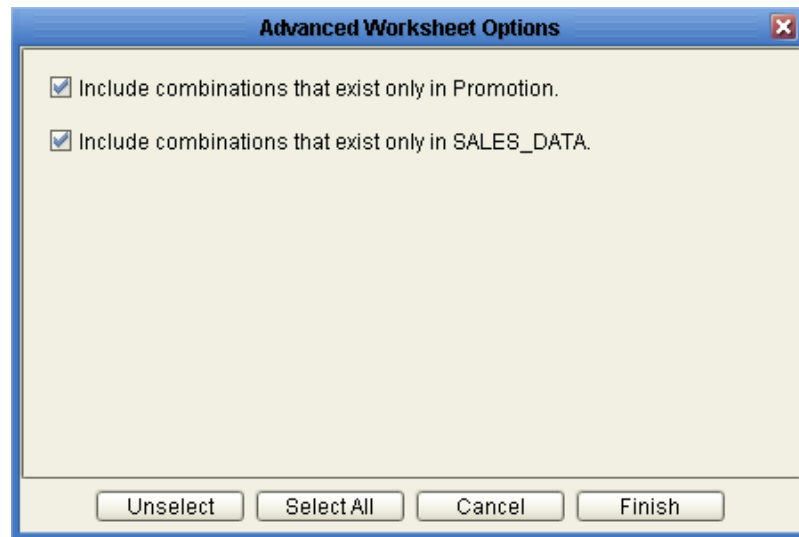 Advanced Worksheet Options
Include combinations that exist only in Promotion.
Include combinations that exist only in SALES_DATA.
Unselect Select All Cancel Finish